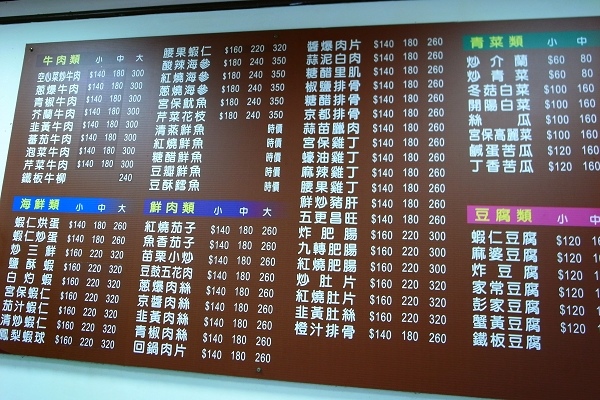 牛肉類 小 中 大
空心菜炒牛肉 $140 180 300
蔥爆牛肉 $140 180 300
青椒牛肉 $140 180 300
芥蘭牛肉 $140 180 300
韭黃牛肉 $140 180 300
蕃茄牛肉 $140 180 300
泡菜牛肉 $140 180 300
芹菜牛肉 $140 180 300
鐵板牛柳 240
海鮮類 小 中 大
蝦仁烘蛋 $140 180 260
蝦仁炒蛋 $140 180 260
炒三鮮 $160 220 320
鹽酥蝦 $160 220 320
白灼蝦 $160 220 320
宮保蝦仁 $160 220 320
茄汁蝦仁 $160 220 320
清炒蝦仁 $160 220 320
鳳梨蝦球 $160 220 320
腰果蝦仁 $160 220 320
酸辣海參 $180 240 350
紅燒海參 $180 240 350
蔥燒海參 $180 240 350
宮保魷魚 $180 240 350
芹菜花枝 $180 240 350
清蒸鮮魚 時價
紅燒鮮魚 時價
糖醋鮮魚 時價
豆瓣鮮魚 時價
豆酥鱈魚 時價
鮮肉類 小 中 大
紅燒茄子 $140 180 260
魚香茄子 $140 180 260
苗栗小炒 $140 180 260
豆豉五花肉 $140 180 260
蔥爆肉絲 $140 180 260
京醬肉絲 $140 180 260
韭黃肉絲 $140 180 260
青椒肉絲 $140 180 260
回鍋肉片 $140 180 260
醬爆肉片 $140 180 260
蒜泥白肉 $140 180 260
糖醋里肌 $140 180 260
椒鹽排骨 $140 180 260
糖醋排骨 $140 180 260
京都排骨 $140 180 260
蒜苗臘肉 $140 180 260
宮保雞丁 $140 180 260
蠔油雞丁 $140 180 260
麻辣雞丁 $140 180 260
腰果雞丁 $140 180 260
鮮炒豬肝 $140 180 260
五更昌旺 $140 180 260
炸肥腸 $160 220 320
九轉肥腸 $160 220 320
紅燒肥腸 $160 220 320
炒肚片 $160 220 320
紅燒肚片 $160 220 320
韭黃肚絲 $160 220 320
橙汁排骨 $140 180 260
青菜類 小 中
炒介蘭 $60 80
炒青菜 $60 80
冬菇白菜 $100 160
開陽白菜 $100 160
絲瓜 $100 160
宮保高麗菜 $100 160
鹹蛋苦瓜 $120 160
丁香苦瓜 $120 160
豆腐類 小 中
蝦仁豆腐 $120 160
麻婆豆腐 $120
炸豆腐 $120
家常豆腐 $120
彭家豆腐 $120
蟹黃豆腐 $120
鐵板豆腐